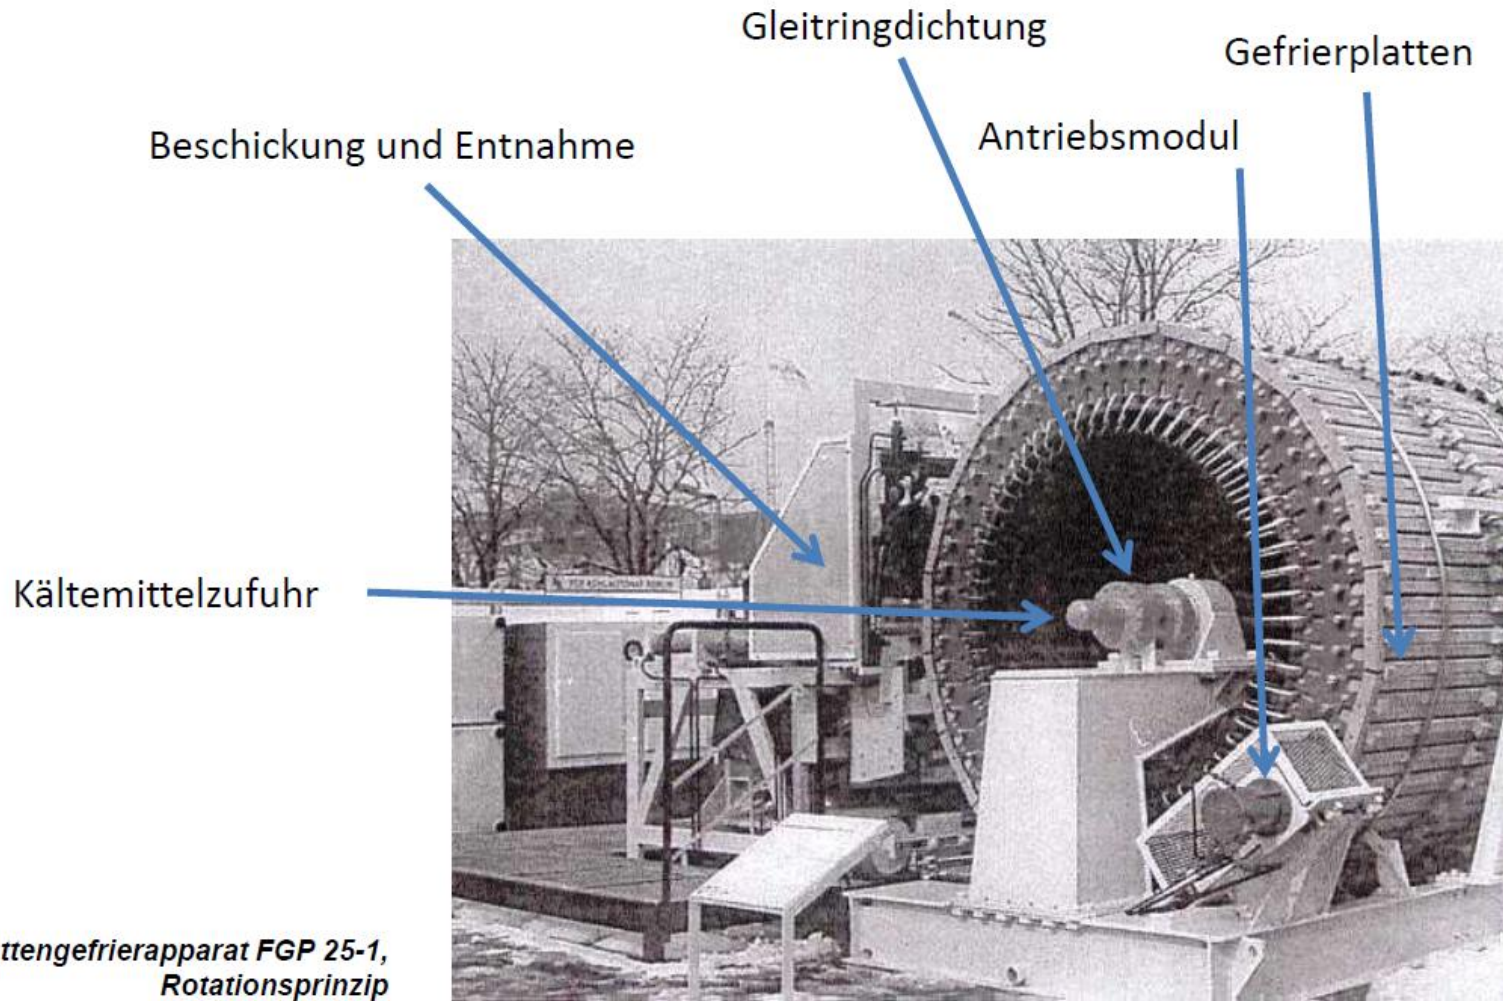 Gleitringdichtung
Gefrierplatten
Antriebsmodul
Beschickung und Entnahme
Kältemittelzufuhr
ttengefrierapparat FGP 25-1,
Rotationsprinzip